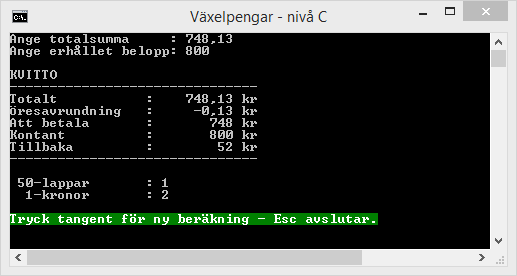 Växelpengar - nivå C
Ange totalsumma     : 748,13
Ange erhållet belopp: 800
KVITTO
-------------------------------
Totalt           :    748,13 kr
Öresavrundning   :     -0,13 kr
Att betala       :       748 kr
Kontant          :       800 kr
Tillbaka         :        52 kr
-------------------------------
50-lappar       : 1
1-kronor        : 2
Tryck tangent för ny beräkning - Esc avslutar.